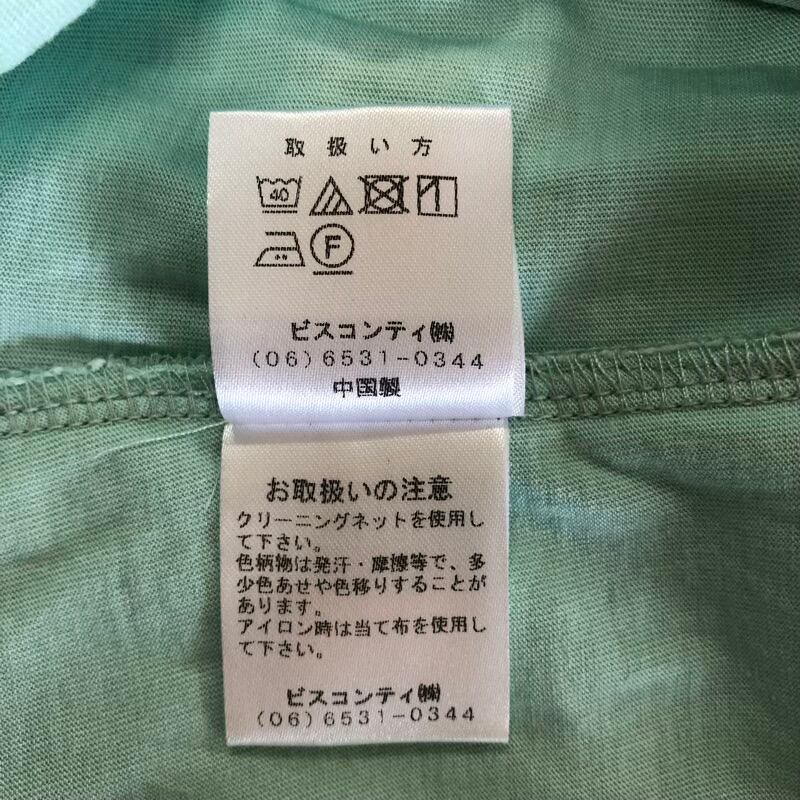 取扱い方
40
F
ビスコンティ㈱
(06)6531-0344
中国製
お取扱いの注意
クリーニングネットを使用し
て下さい。
色柄物は発汗・摩擦等で、多
少色あせや色移りすることが
あります。
アイロン時は当て布を使用し
て下さい。
ビスコンティ㈱
(06)6531-0344